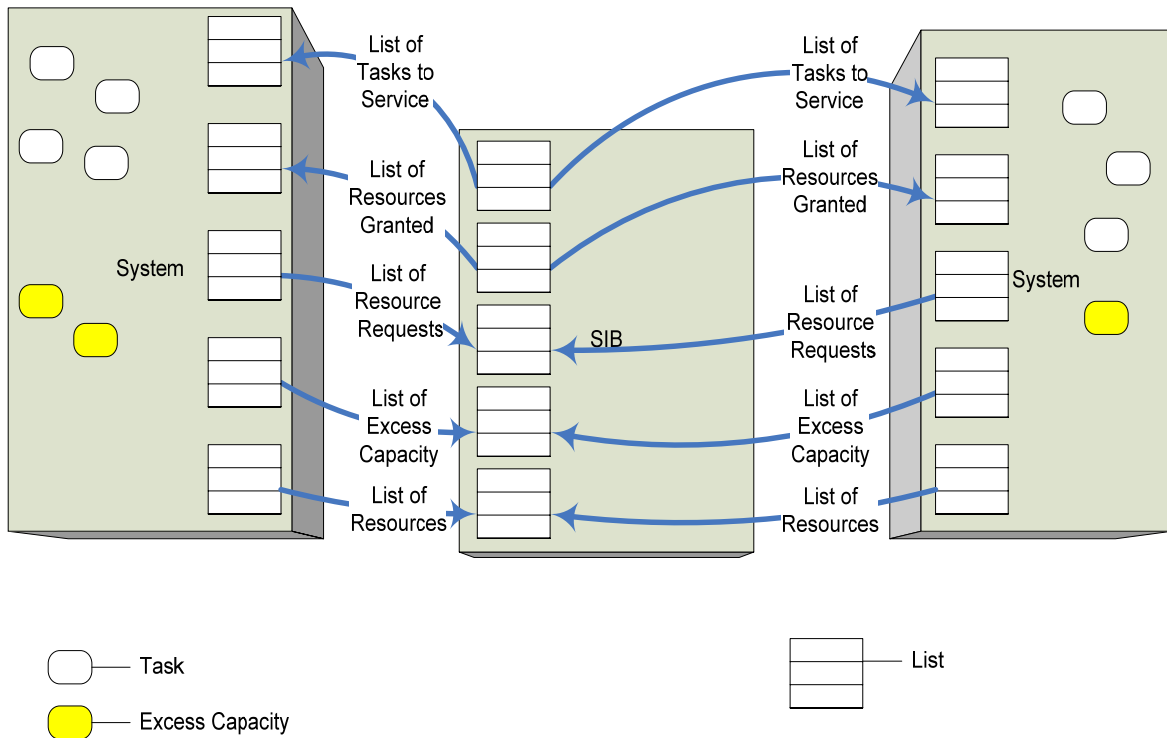 List of
Tasks to
Service
List of
Resources
Granted
System
List of
Resource
Requests
List of
Excess
Capacity
List of
Resources
SIB
List of
Tasks to
Service
List of
Resources
Granted
System
List of
Resource
Requests
List of
Excess
Capacity
List of
Resources
Task
Excess Capacity
List